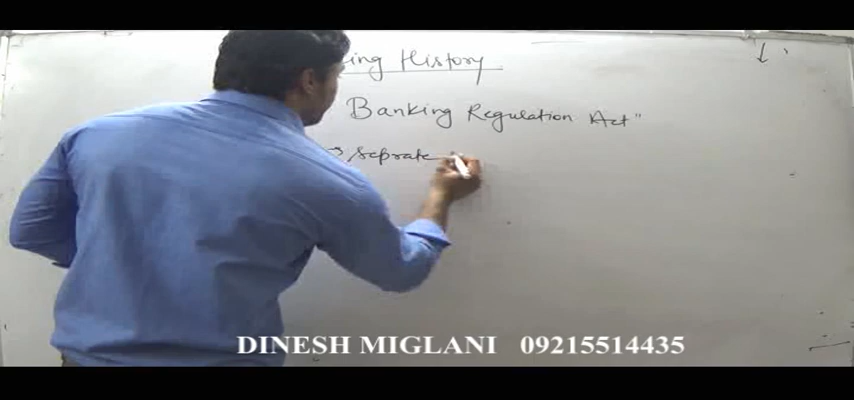 ing History
Banking Regulation Act"
→ Seprate
DINESH MIGLANI 09215514435